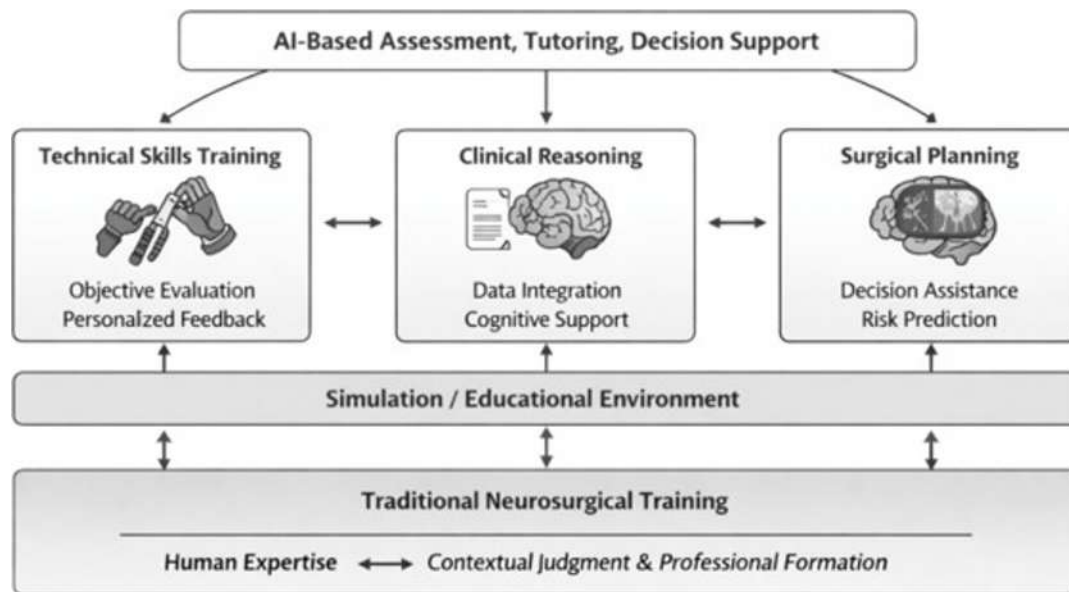 AI-Based Assessment, Tutoring, Decision Support
Technical Skills Training
Objective Evaluation
Personalzed Feedback
Clinical Reasoning
Data Integration
Cognitive Support
Surgical Planning
Decision Assistance
Risk Prediction
Simulation / Educational Environment
Traditional Neurosurgical Training
Human Expertise ↔ Contextual Judgment & Professional Formation